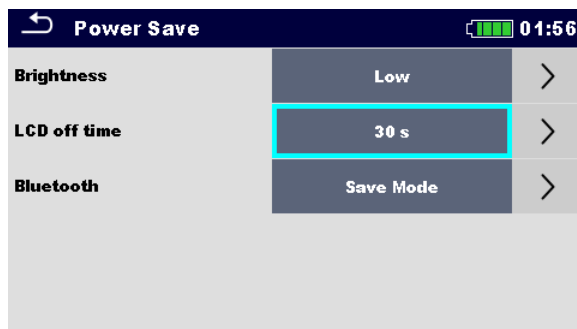 Power Save 01:56
Brightness Low
LCD off time 30 s
Bluetooth Save Mode